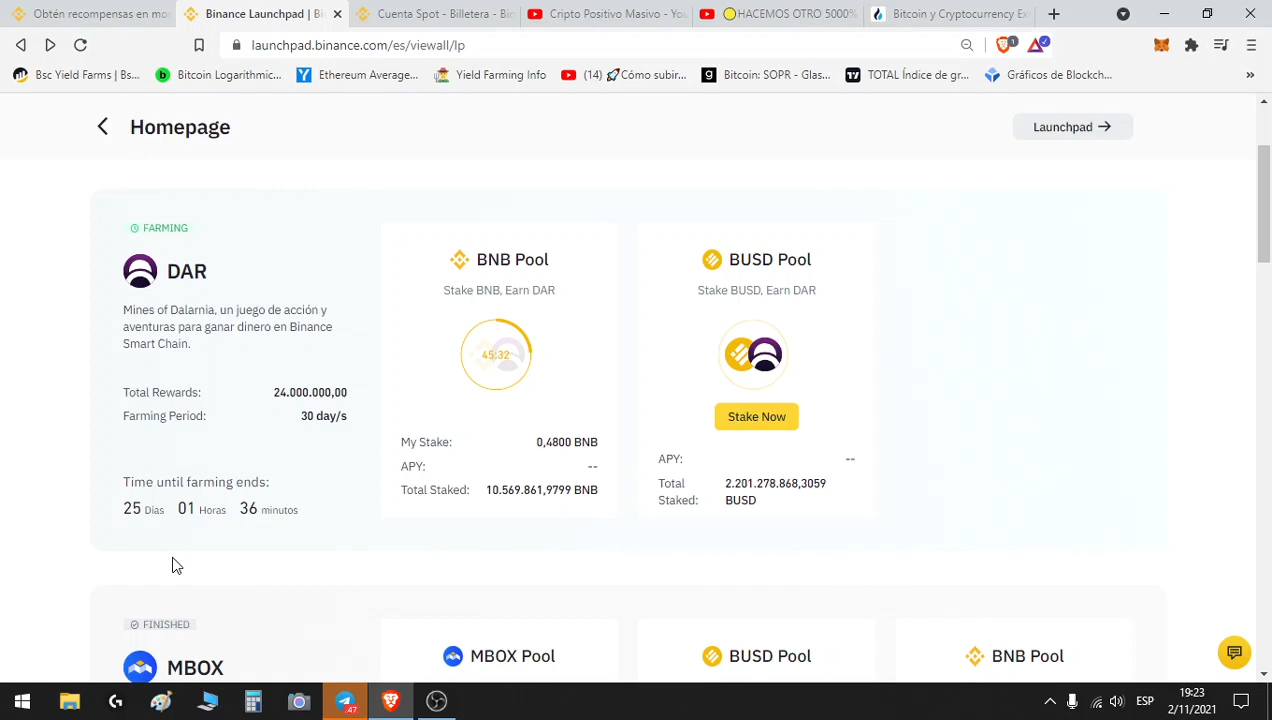 Obtén recompensas en mor
Binance Launchpad | Bi
Cuenta Spot - Billetera - Bin
Cripto Positivo Masivo - You
HACEMOS OTRO 5000%
Bitcoin y Cryptocurrency Ex
launchpad.binance.com/es/viewall/lp
1
Bsc Yield Farms | Bs...
Bitcoin Logarithmic...
Ethereum Average...
Yield Farming Info
(14) 🚀Cómo subir...
Bitcoin: SOPR - Glas...
TOTAL Índice de gr...
Gráficos de Blockch...
Homepage
Launchpad →
FARMING
DAR
Mines of Dalarnia, un juego de acción y
aventuras para ganar dinero en Binance
Smart Chain.
Total Rewards: 24.000.000,00
Farming Period: 30 day/s
Time until farming ends:
25 Dias 01 Horas 36 minutos
BNB Pool
Stake BNB, Earn DAR
45:32
My Stake: 0,4800 BNB
APY: --
Total Staked: 10.569.861,9799 BNB
BUSD Pool
Stake BUSD, Earn DAR
Stake Now
APY: --
Total 2.201.278.868,3059
Staked: BUSD
FINISHED
MBOX
MBOX Pool
BUSD Pool
BNB Pool
47
ESP
19:23
2/11/2021